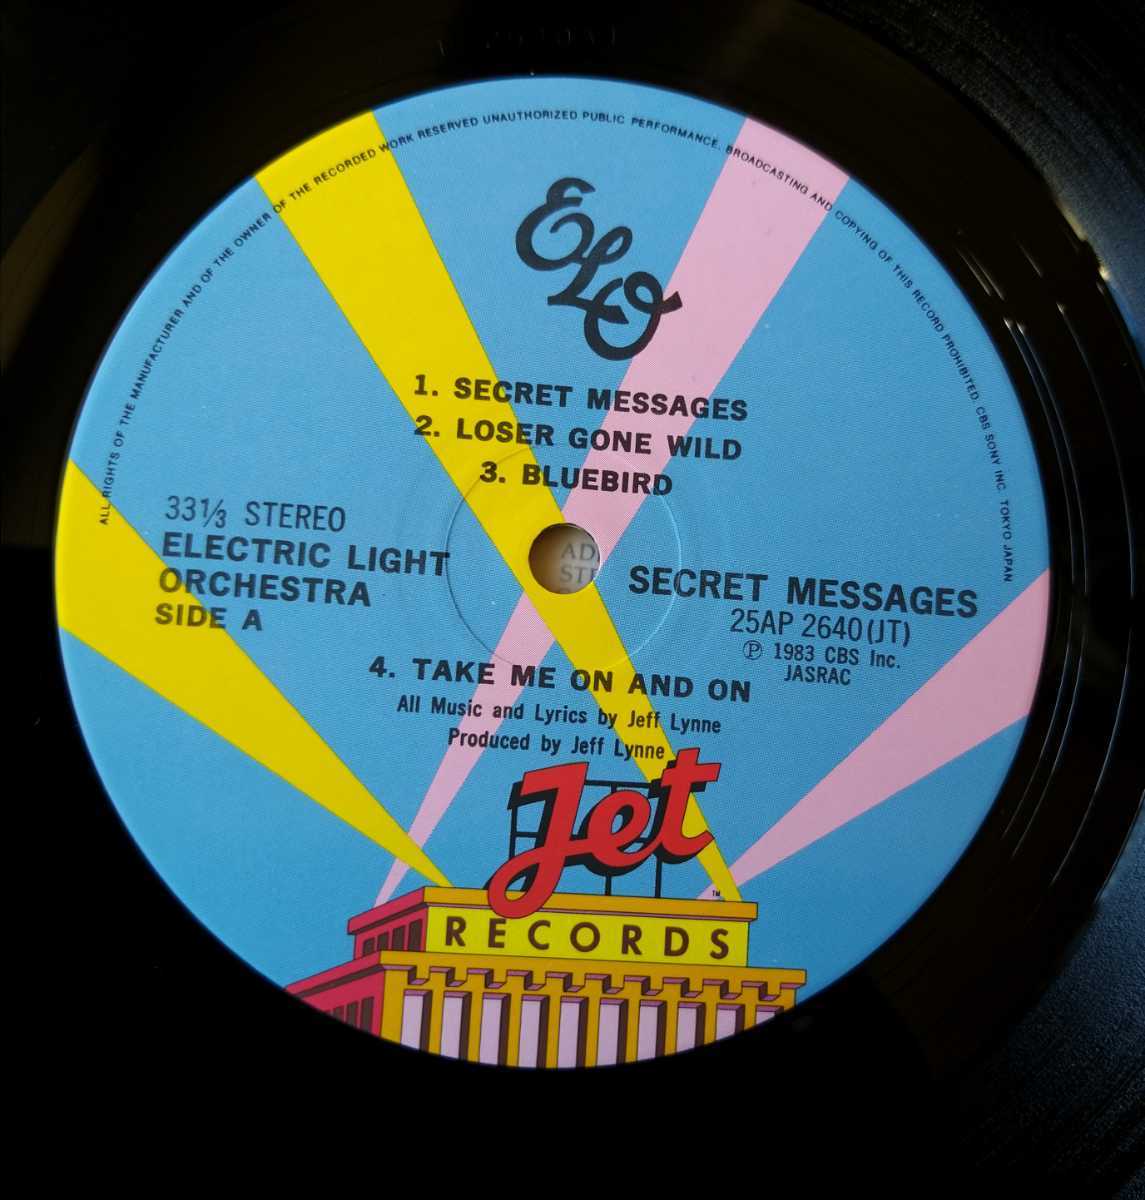 ALL RIGHTS OF THE MANUFACTURER AND OF THE OWNER OF THE RECORDED WORK RESERVED UNAUTHORIZED PUBLIC PERFORMANCE. BROADCASTING AND COPYING OF THIS RECORD PROHIBITED. CBS SONY INC. TOKYO JAPAN
ELO
1. SECRET MESSAGES
2. LOSER GONE WILD
3. BLUEBIRD
33⅓ STEREO
ELECTRIC LIGHT
ORCHESTRA
SIDE A
SECRET MESSAGES
25AP 2640(JT)
℗ 1983 CBS Inc.
JASRAC
4. TAKE ME ON AND ON
All Music and Lyrics by Jeff Lynne
Produced by Jeff Lynne
Jet
TM
RECORDS